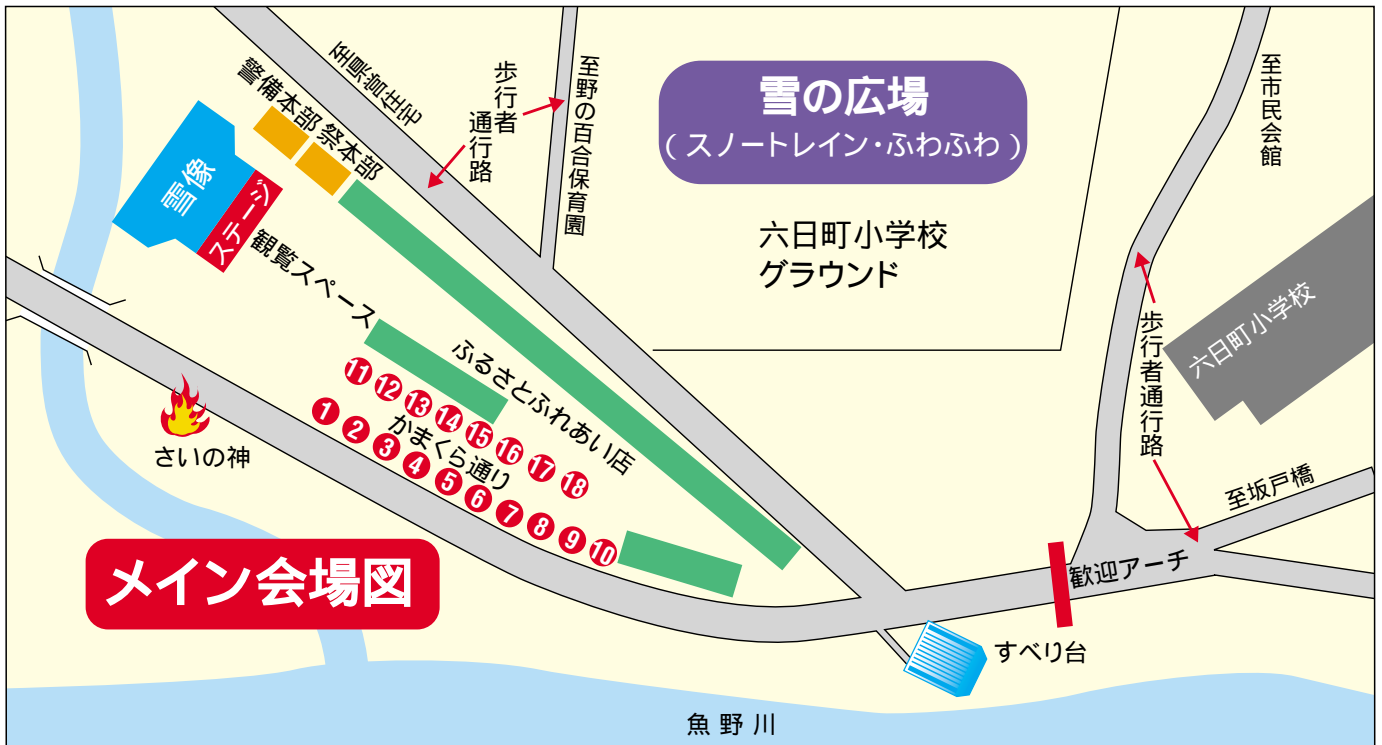 至県営住宅
歩行者
通行路
至野の百合保育園
雪の広場
(スノートレイン・ふわふわ)
六日町小学校
グラウンド
至市民会館
警備本部
祭本部
雪像
ステージ
観覧スペース
ふるさとふれあい店
歩行者通行路
六日町小学校
さいの神
11 12 13 14 15 16 17 18
かまくら通り
1 2 3 4 5 6 7 8 9 10
至坂戸橋
歓迎アーチ
メイン会場図
すべり台
魚野川